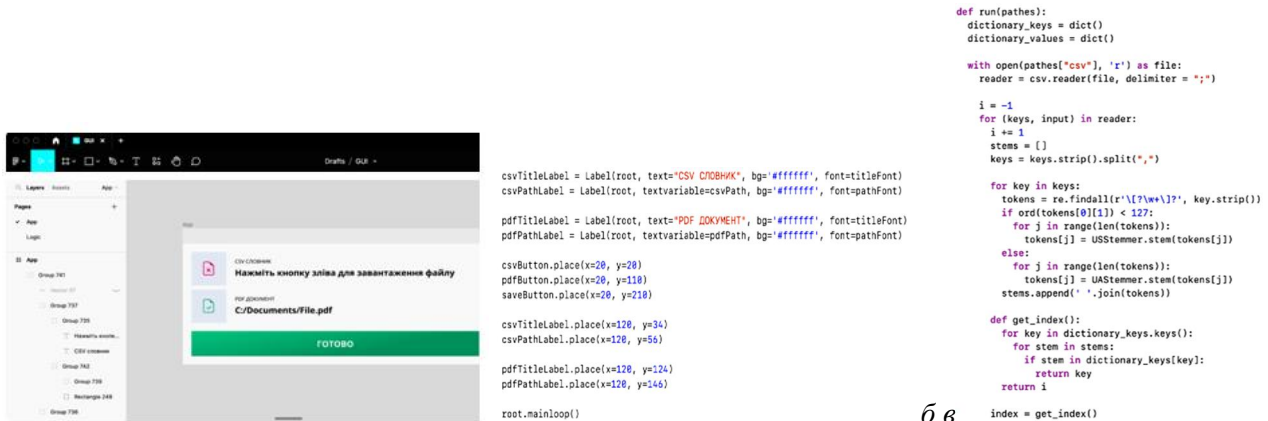 GUI
Drafts / GUI
Layers Assets App
Pages
App
Logic
App
Group 741
Group 737
Group 735
Нажміть кнопк...
CSV словник
Group 742
Group 739
Rectangle 249
Group 736
CSV СЛОВНИК
Нажміть кнопку зліва для завантаження файлу
PDF ДОКУМЕНТ
C:/Documents/File.pdf
ГОТОВО
csvTitleLabel = Label(root, text="CSV СЛОВНИК", bg='#ffffff', font=titleFont)
csvPathLabel = Label(root, textvariable=csvPath, bg='#ffffff', font=pathFont)
pdfTitleLabel = Label(root, text="PDF ДОКУМЕНТ", bg='#ffffff', font=titleFont)
pdfPathLabel = Label(root, textvariable=pdfPath, bg='#ffffff', font=pathFont)
csvButton.place(x=20, y=20)
pdfButton.place(x=20, y=110)
saveButton.place(x=20, y=210)
csvTitleLabel.place(x=120, y=34)
csvPathLabel.place(x=120, y=56)
pdfTitleLabel.place(x=120, y=124)
pdfPathLabel.place(x=120, y=146)
root.mainloop()
б в
def run(pathes):
dictionary_keys = dict()
dictionary_values = dict()
with open(pathes["csv"], 'r') as file:
reader = csv.reader(file, delimiter = ";")
i = -1
for (keys, input) in reader:
i += 1
stems = []
keys = keys.strip().split(",")
for key in keys:
tokens = re.findall(r'\[?\w+\]?', key.strip())
if ord(tokens[0][1]) < 127:
for j in range(len(tokens)):
tokens[j] = USStemmer.stem(tokens[j])
else:
for j in range(len(tokens)):
tokens[j] = UAStemmer.stem(tokens[j])
stems.append(' '.join(tokens))
def get_index():
for key in dictionary_keys.keys():
for stem in stems:
if stem in dictionary_keys[key]:
return key
return i
index = get_index()